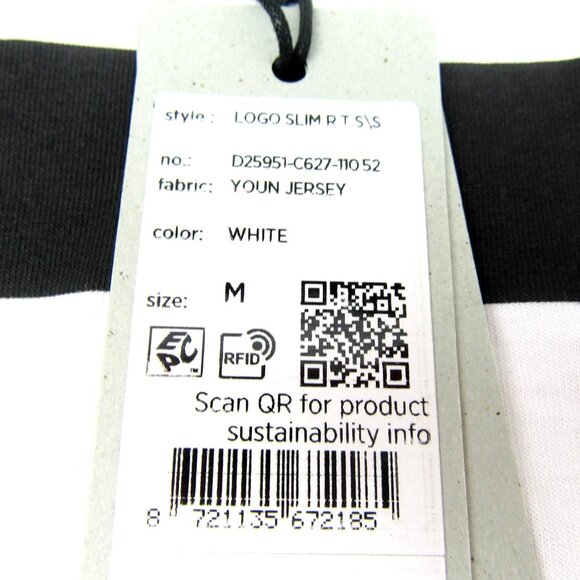 style : LOGO SLIM R T S\S
no.: D25951-C627-110 52
fabric: YOUN JERSEY
color: WHITE
size: M
EPC™
RFID
Scan QR for product
sustainability info
8 721135 672185